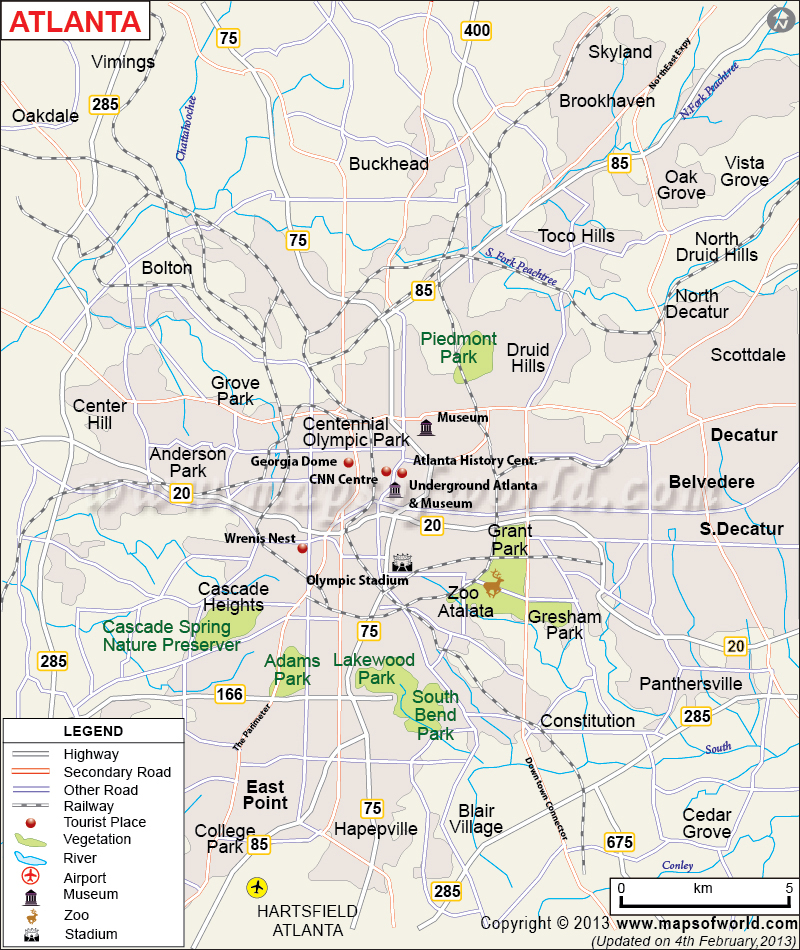 ATLANTA
N
75
400
Skyland
Vimings
NorthEast Expy
285
Brookhaven
N.Fork Peachtree
Oakdale
Chattahoochee
Buckhead
85
Vista
Grove
Oak
Grove
75
Toco Hills
North
Druid Hills
S. Fork Peachtree
Bolton
85
North
Decatur
Piedmont
Park
Druid
Hills
Scottdale
Grove
Park
Center
Hill
Museum
Centennial
Olympic Park
Decatur
Anderson
Park
Georgia Dome
Atlanta History Cent.
CNN Centre
Underground Atlanta
& Museum
Belvedere
www.mapsofworld.com
20
20
S.Decatur
Grant
Park
Wrenis Nest
Olympic Stadium
Zoo
Atalata
Cascade
Heights
Gresham
Park
Cascade Spring
Nature Preserver
75
20
285
Adams
Park
Lakewood
Park
166
South
Bend
Park
Panthersville
285
Constitution
The Parimeter
South
LEGEND
Highway
Secondary Road
Other Road
Railway
Tourist Place
Vegetation
River
Airport
Museum
Zoo
Stadium
Downtown Connector
East
Point
75
Blair
Village
Cedar
Grove
College
Park
85
Hapepville
675
Conley
285
HARTSFIELD
ATLANTA
0 km 5
Copyright © 2013 www.mapsofworld.com
(Updated on 4th February,2013)